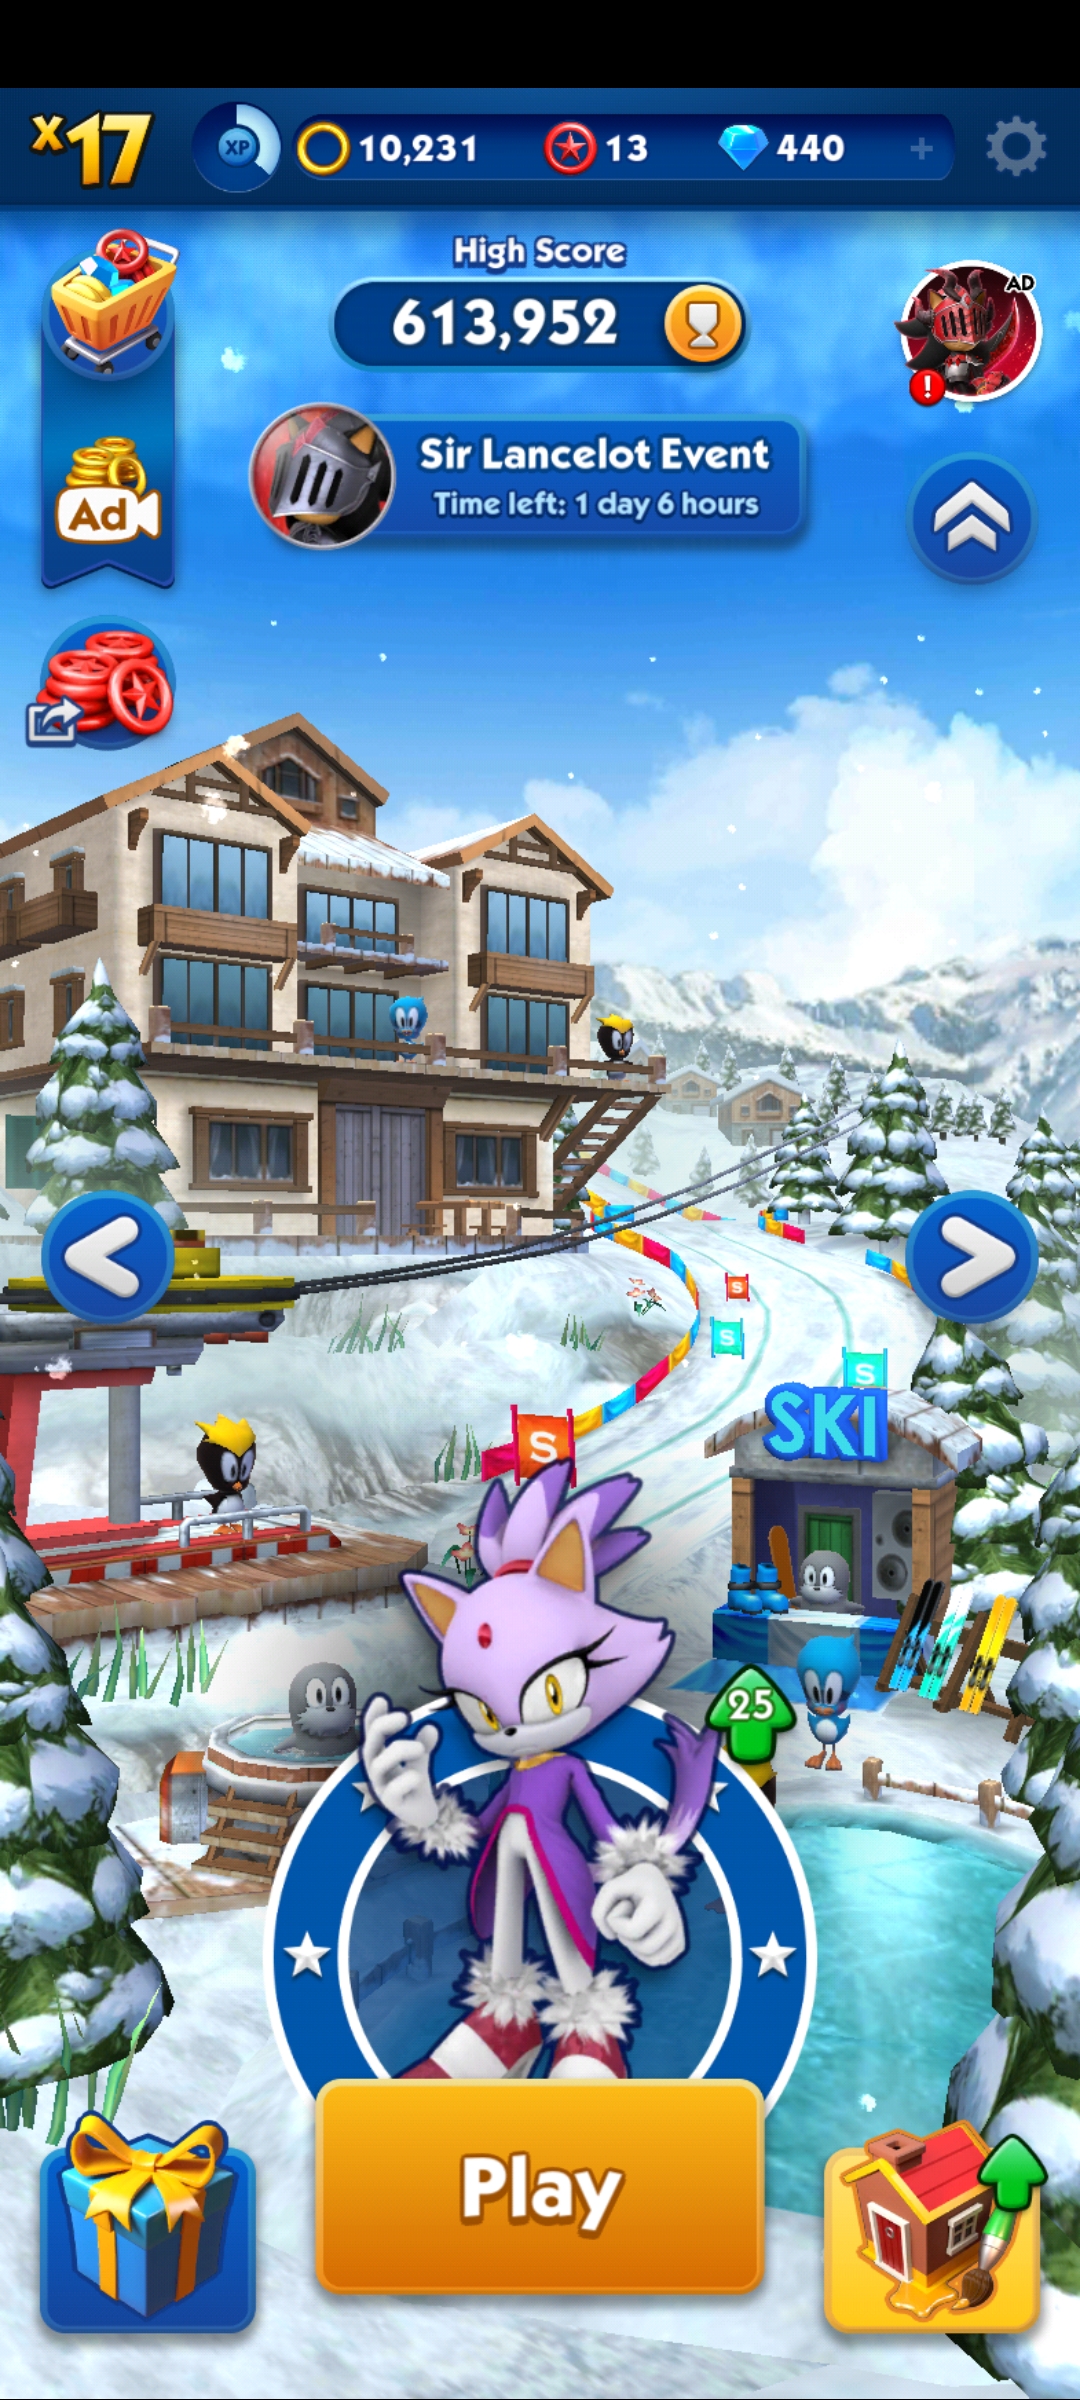 x17
XP
10,231
13
440
+
High Score
613,952
AD
!
Sir Lancelot Event
Time left: 1 day 6 hours
Ad
S
S
S
S
SKI
25
Play